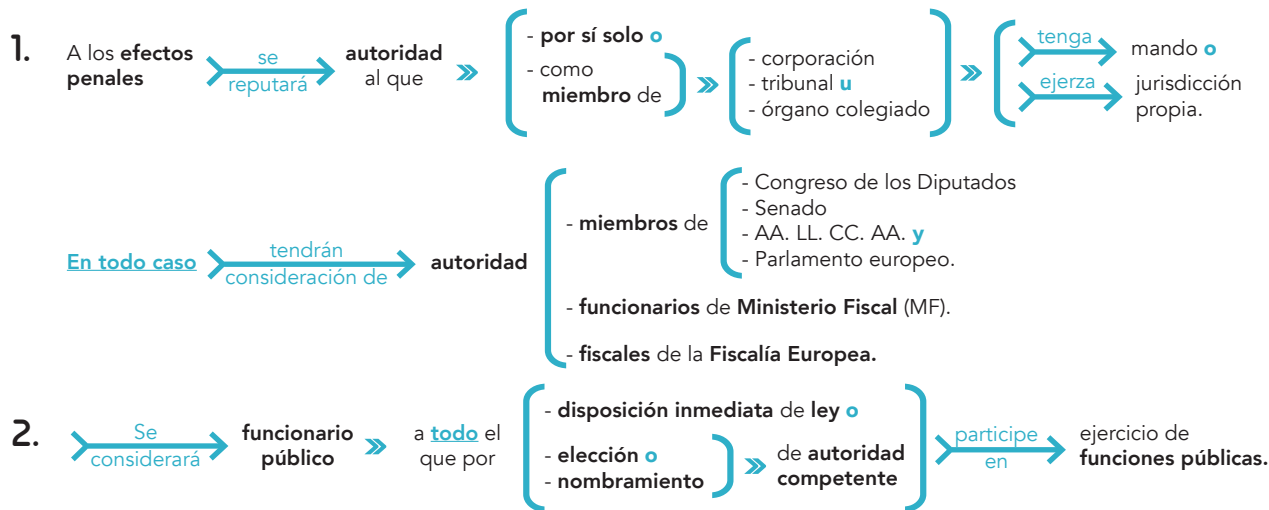 1.
A los efectos
penales
se
reputará
autoridad
al que
- por sí solo o
- como
miembro de
- corporación
- tribunal u
- órgano colegiado
tenga
mando o
ejerza
jurisdicción
propia.
En todo caso
tendrán
consideración de
autoridad
- miembros de
- Congreso de los Diputados
- Senado
- AA. LL. CC. AA. y
- Parlamento europeo.
- funcionarios de Ministerio Fiscal (MF).
- fiscales de la Fiscalía Europea.
2.
Se
considerará
funcionario
público
a todo el
que por
- disposición inmediata de ley o
- elección o
- nombramiento
de autoridad
competente
participe
en
ejercicio de
funciones públicas.